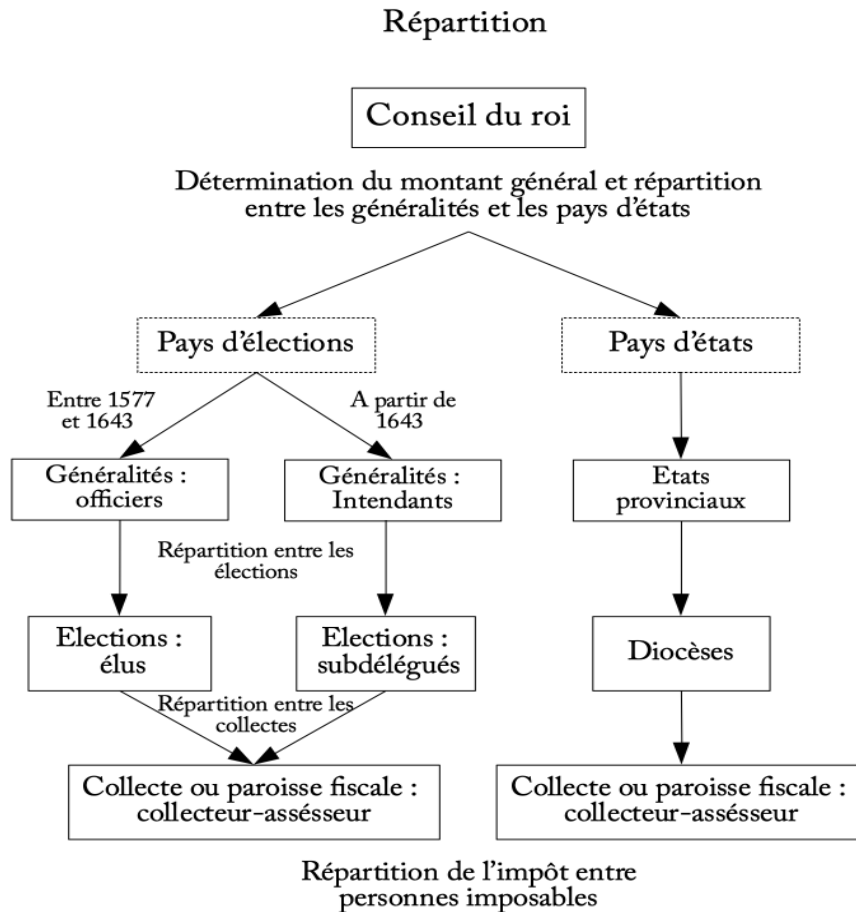 Répartition
Conseil du roi
Détermination du montant général et répartition
entre les généralités et les pays d'états
Pays d'élections
Pays d'états
Entre 1577
et 1643
A partir de
1643
Généralités :
officiers
Généralités :
Intendants
Etats
provinciaux
Répartition entre les
élections
Elections :
élus
Elections :
subdélégués
Diocèses
Répartition entre les
collectes
Collecte ou paroisse fiscale :
collecteur-assésseur
Collecte ou paroisse fiscale :
collecteur-assésseur
Répartition de l'impôt entre
personnes imposables